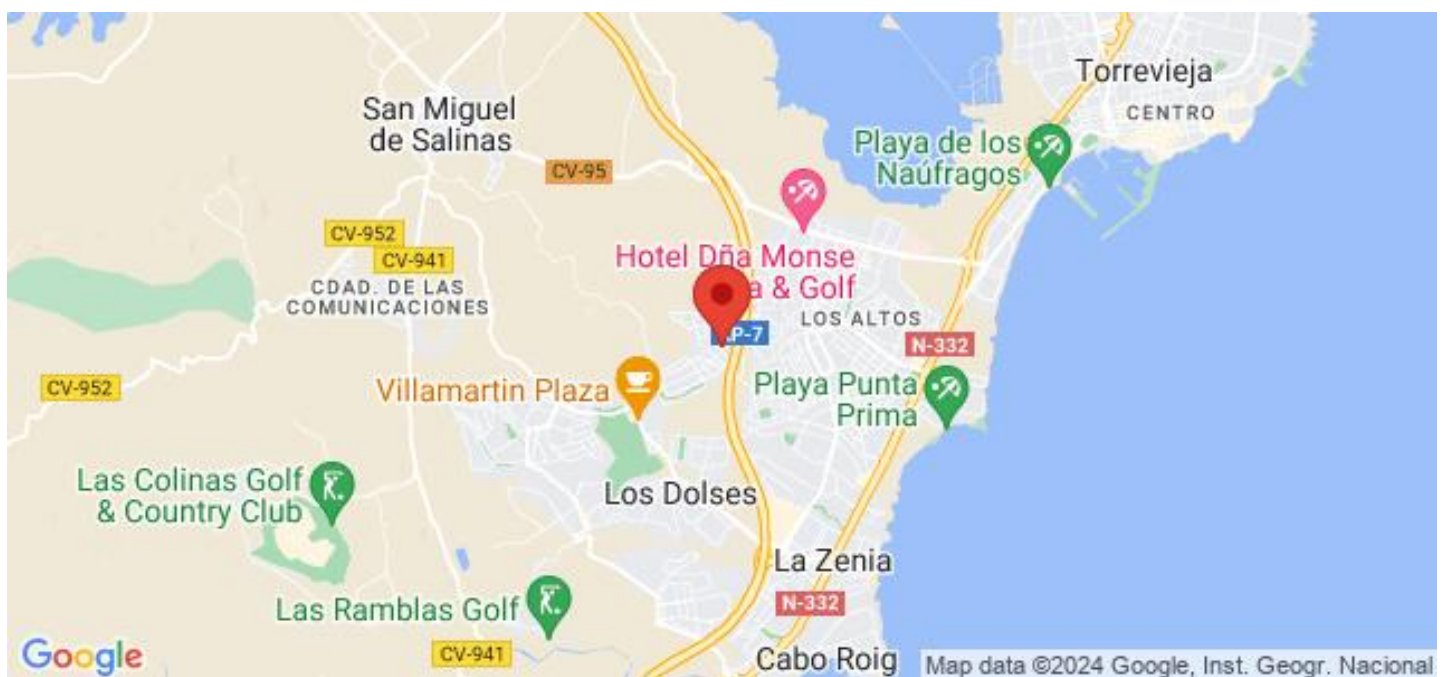 Torrevieja
CENTRO
San Miguel
de Salinas
Playa de los
Naúfragos
CV-95
CV-952
CV-941
Hotel Dña Monse
a & Golf
CDAD. DE LAS
COMUNICACIONES
LOS ALTOS
P-7
N-332
CV-952
Villamartin Plaza
Playa Punta
Prima
Las Colinas Golf
& Country Club
Los Dolses
La Zenia
Las Ramblas Golf
N-332
Google
CV-941
Cabo Roig
Map data ©2024 Google, Inst. Geogr. Nacional